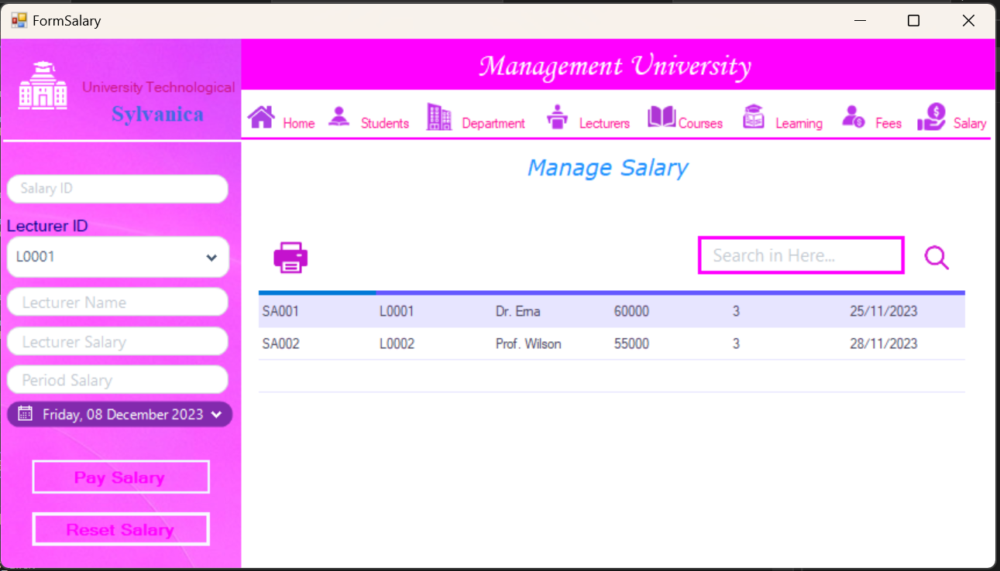 FormSalary
Management University
University Technological
Sylvanica
Home Students Department Lecturers Courses Learning Fees Salary
Manage Salary
Salary ID
Lecturer ID
L0001
Search in Here...
Lecturer Name
Lecturer Salary
Period Salary
Friday, 08 December 2023
Pay Salary
Reset Salary
SA001 L0001 Dr. Ema 60000 3 25/11/2023
SA002 L0002 Prof. Wilson 55000 3 28/11/2023